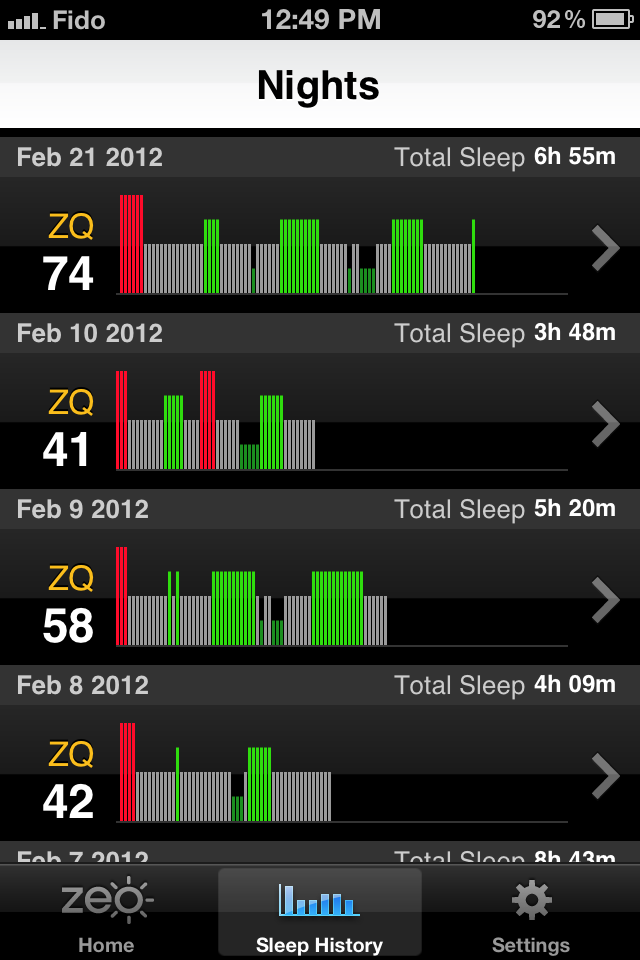 Fido 12:49 PM 92%
Nights
Feb 21 2012 Total Sleep 6h 55m
ZQ
74
Feb 10 2012 Total Sleep 3h 48m
ZQ
41
Feb 9 2012 Total Sleep 5h 20m
ZQ
58
Feb 8 2012 Total Sleep 4h 09m
ZQ
42
Feb 7 2012 Total Sleep 8h 43m
zeo
Home Sleep History Settings